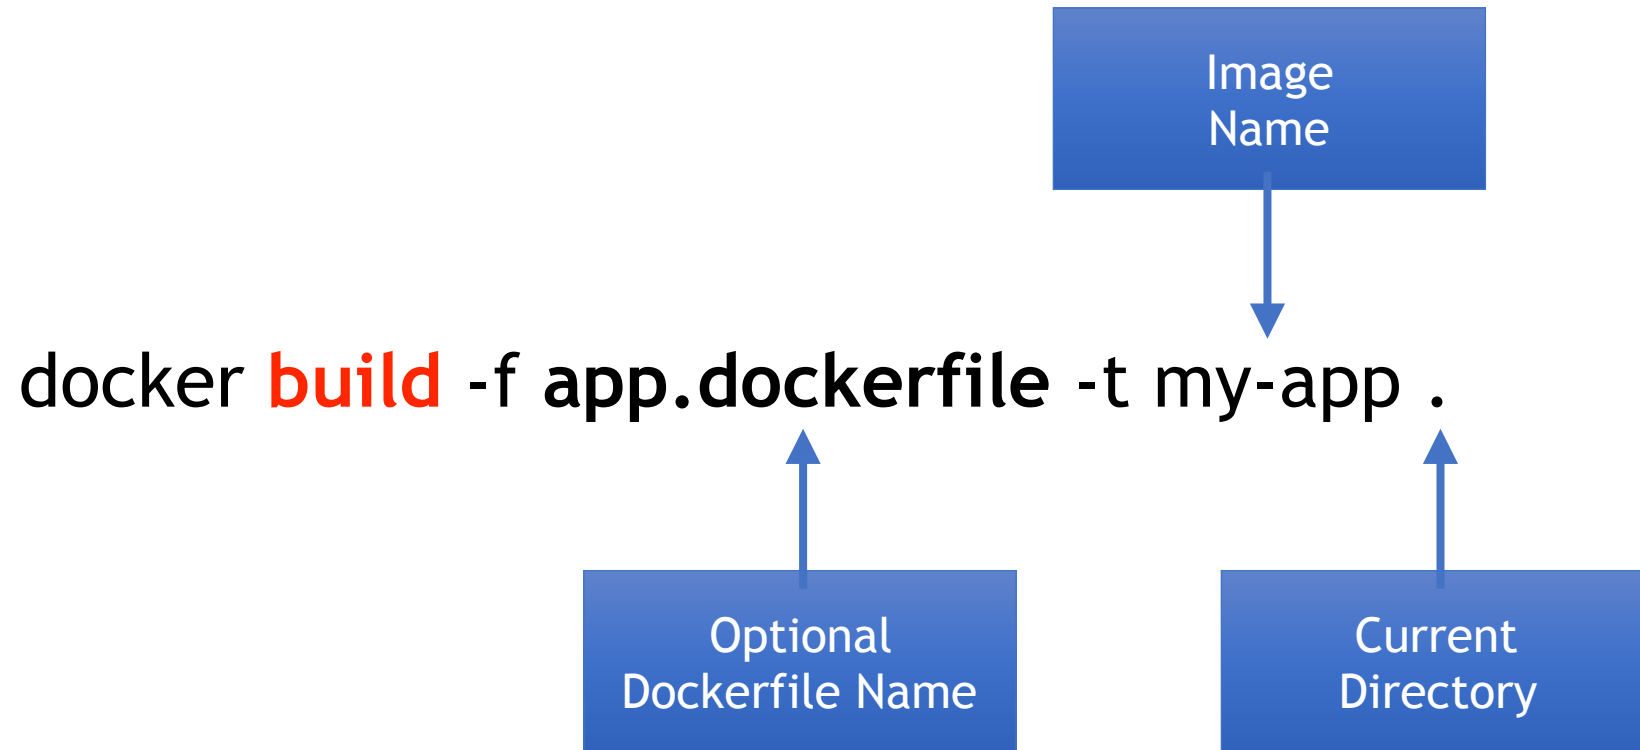 Image
Name
docker build -f app.dockerfile -t my-app .
Optional
Dockerfile Name
Current
Directory